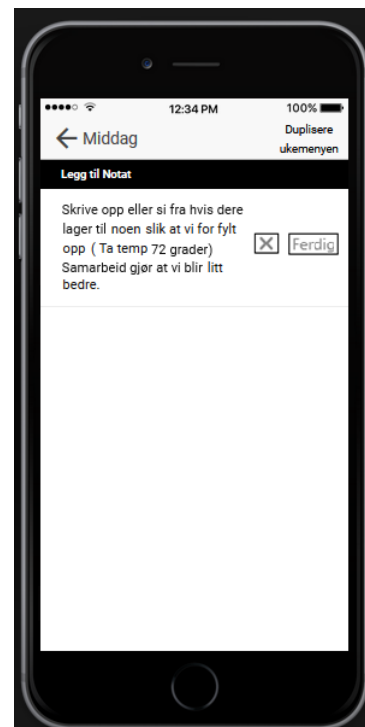 12:34 PM
100%
Middag
Duplisere
ukemenyen
Legg til Notat
Skrive opp eller si fra hvis dere
lager til noen slik at vi for fylt
opp ( Ta temp 72 grader)
Samarbeid gjør at vi blir litt
bedre.
Ferdig